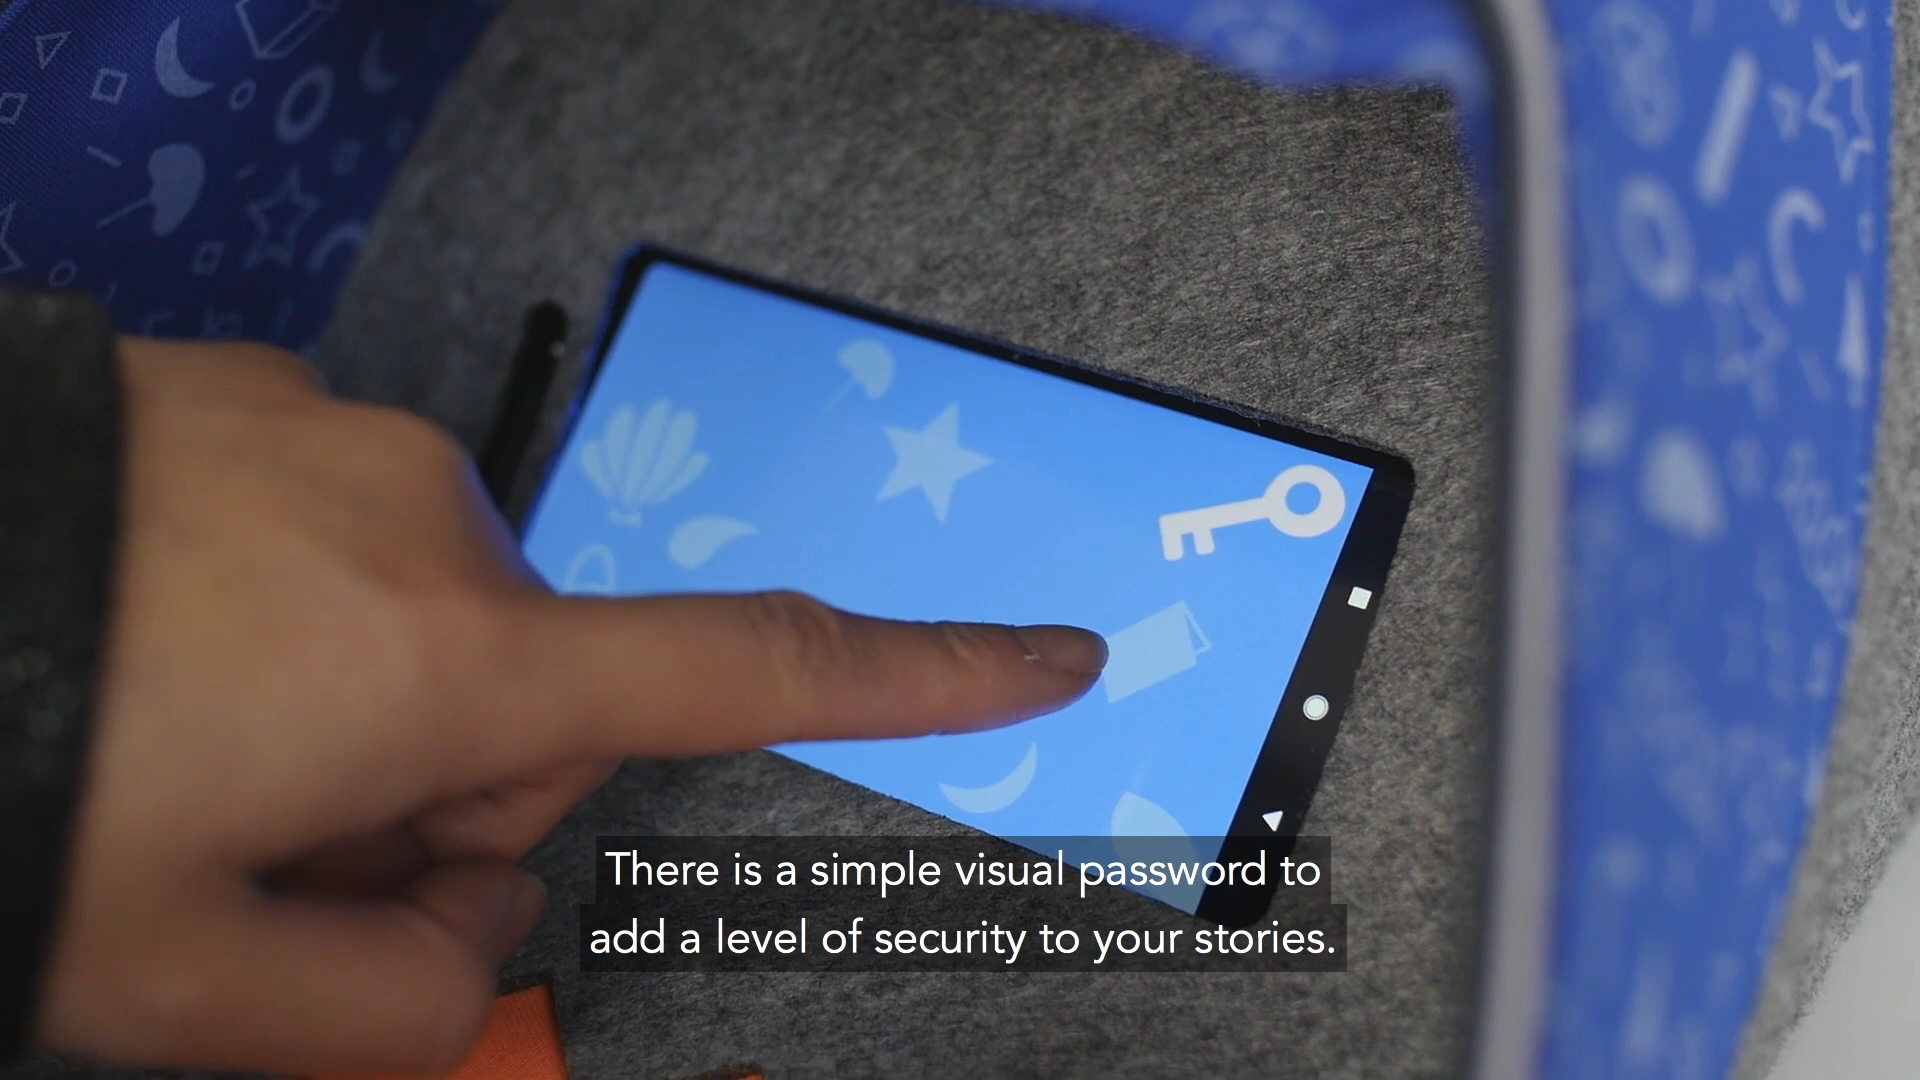 There is a simple visual password to
add a level of security to your stories.